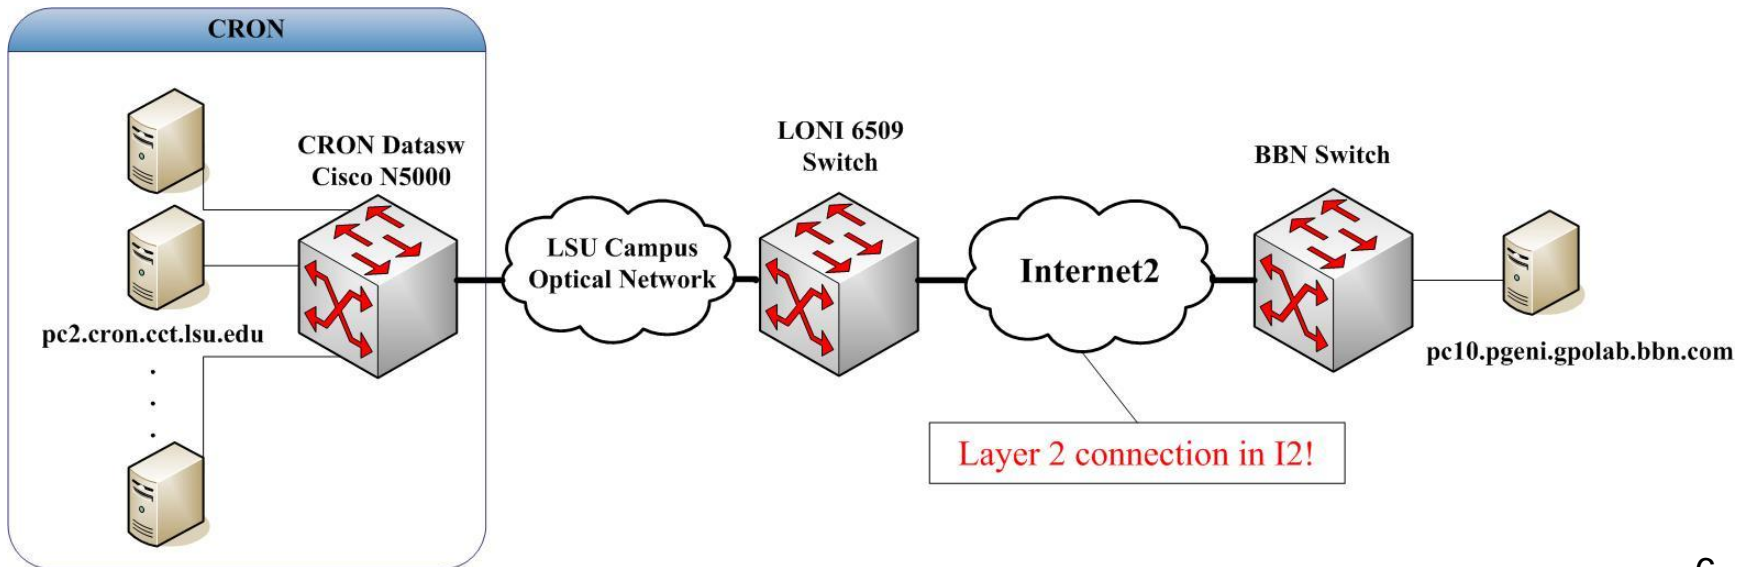 CRON
CRON Datasw
Cisco N5000
pc2.cron.cct.lsu.edu
LSU Campus
Optical Network
LONI 6509
Switch
Internet2
BBN Switch
pc10.pgeni.gpolab.bbn.com
Layer 2 connection in I2!